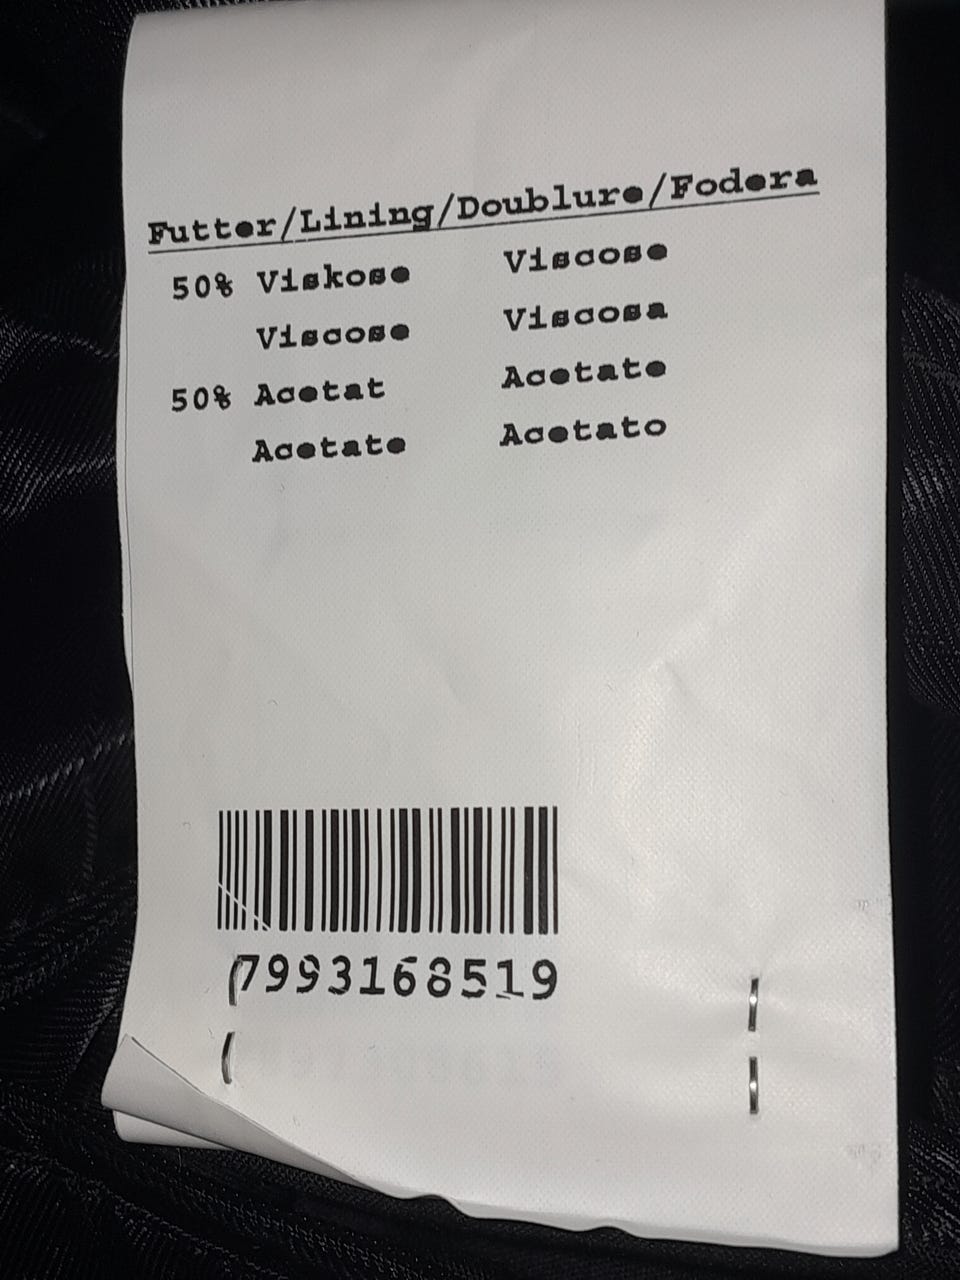 Futter/Lining/Doublure/Fodera
50% Viskose Viscose
Viscose Viscosa
50% Acetat Acetate
Acetate Acetato
7993168519